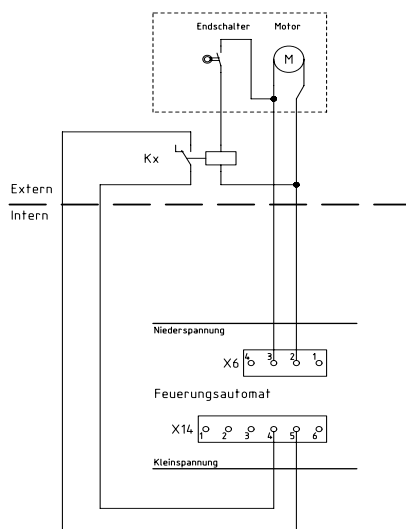 Endschalter Motor
M
Kx
Extern
Intern
Niederspannung
X6 4 3 2 1
Feuerungsautomat
X14 1 2 3 4 5 6
Kleinspannung